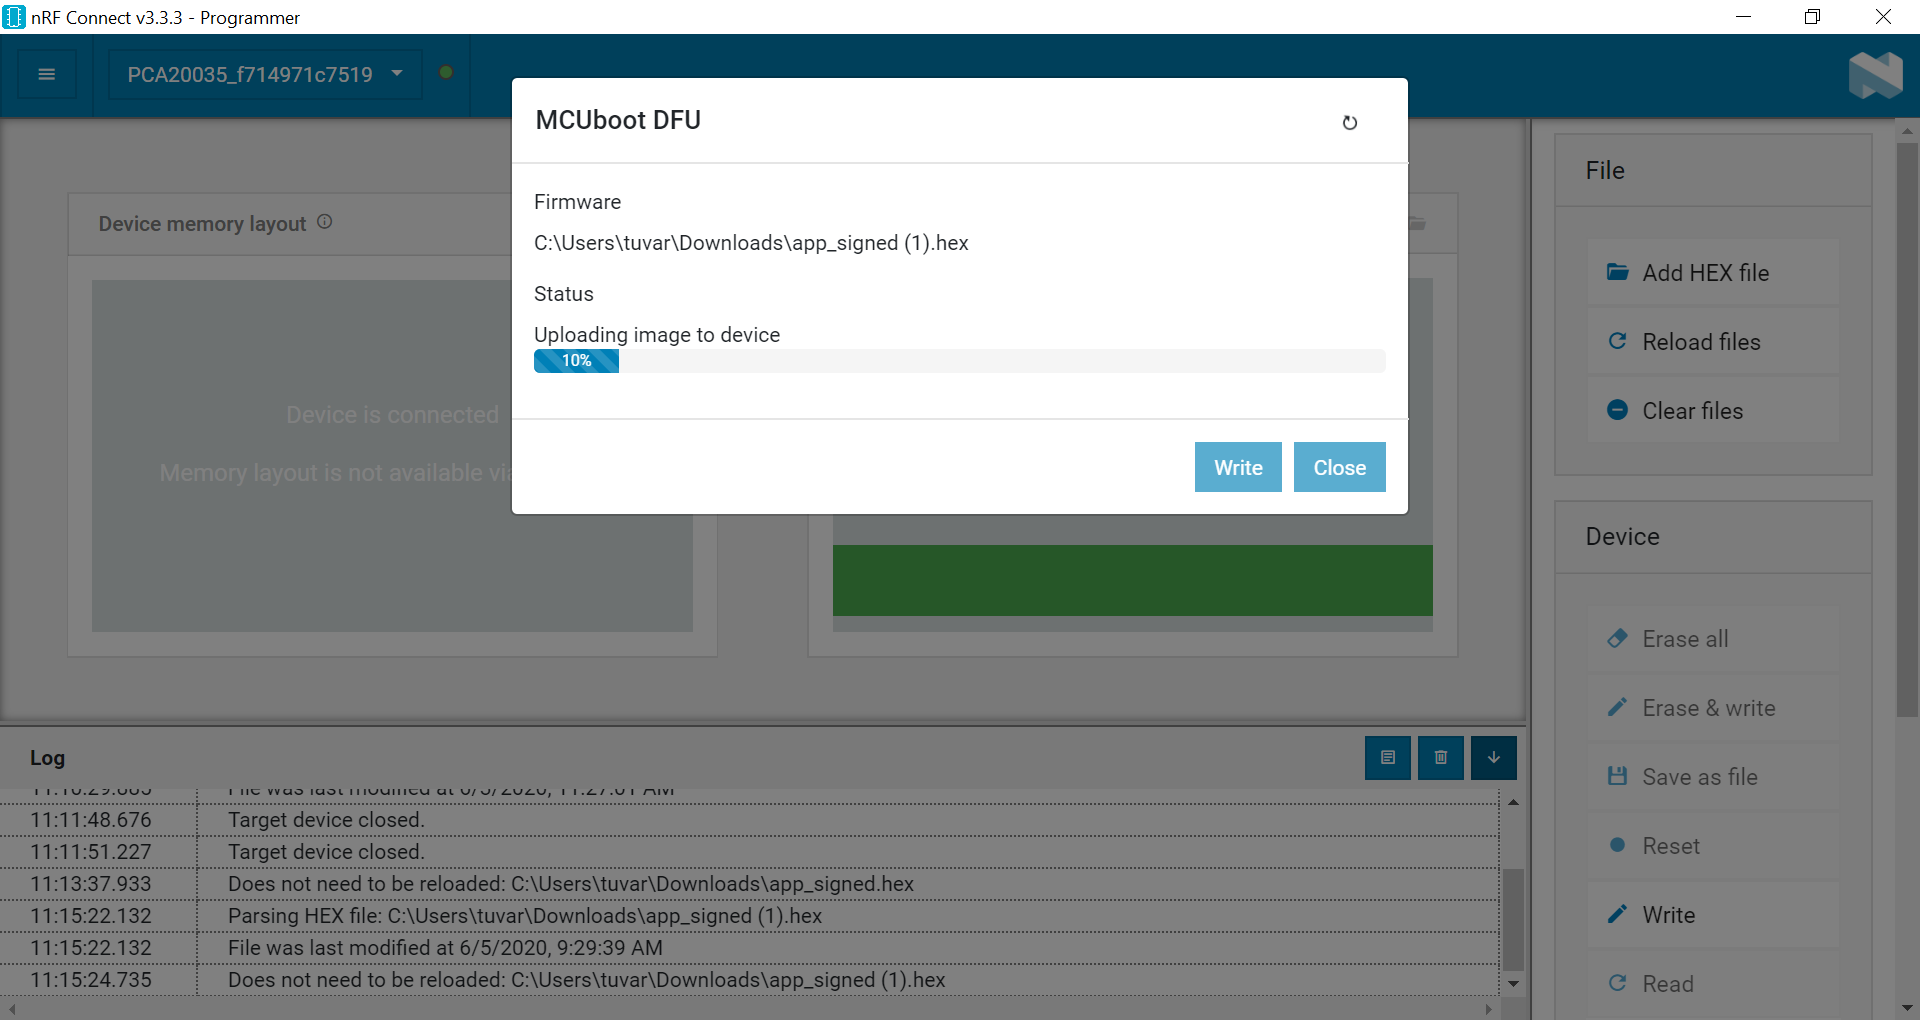 nRF Connect v3.3.3 - Programmer
PCA20035_f714971c7519
MCUboot DFU
Firmware
C:\Users\tuvar\Downloads\app_signed (1).hex
Status
Uploading image to device
10%
Write
Close
Device memory layout
Device is connected
Memory layout is not available
File
Add HEX file
Reload files
Clear files
Device
Erase all
Erase & write
Save as file
Reset
Write
Read
Log
11:11:48.676 Target device closed.
11:11:51.227 Target device closed.
11:13:37.933 Does not need to be reloaded: C:\Users\tuvar\Downloads\app_signed.hex
11:15:22.132 Parsing HEX file: C:\Users\tuvar\Downloads\app_signed (1).hex
11:15:22.132 File was last modified at 6/5/2020, 9:29:39 AM
11:15:24.735 Does not need to be reloaded: C:\Users\tuvar\Downloads\app_signed (1).hex